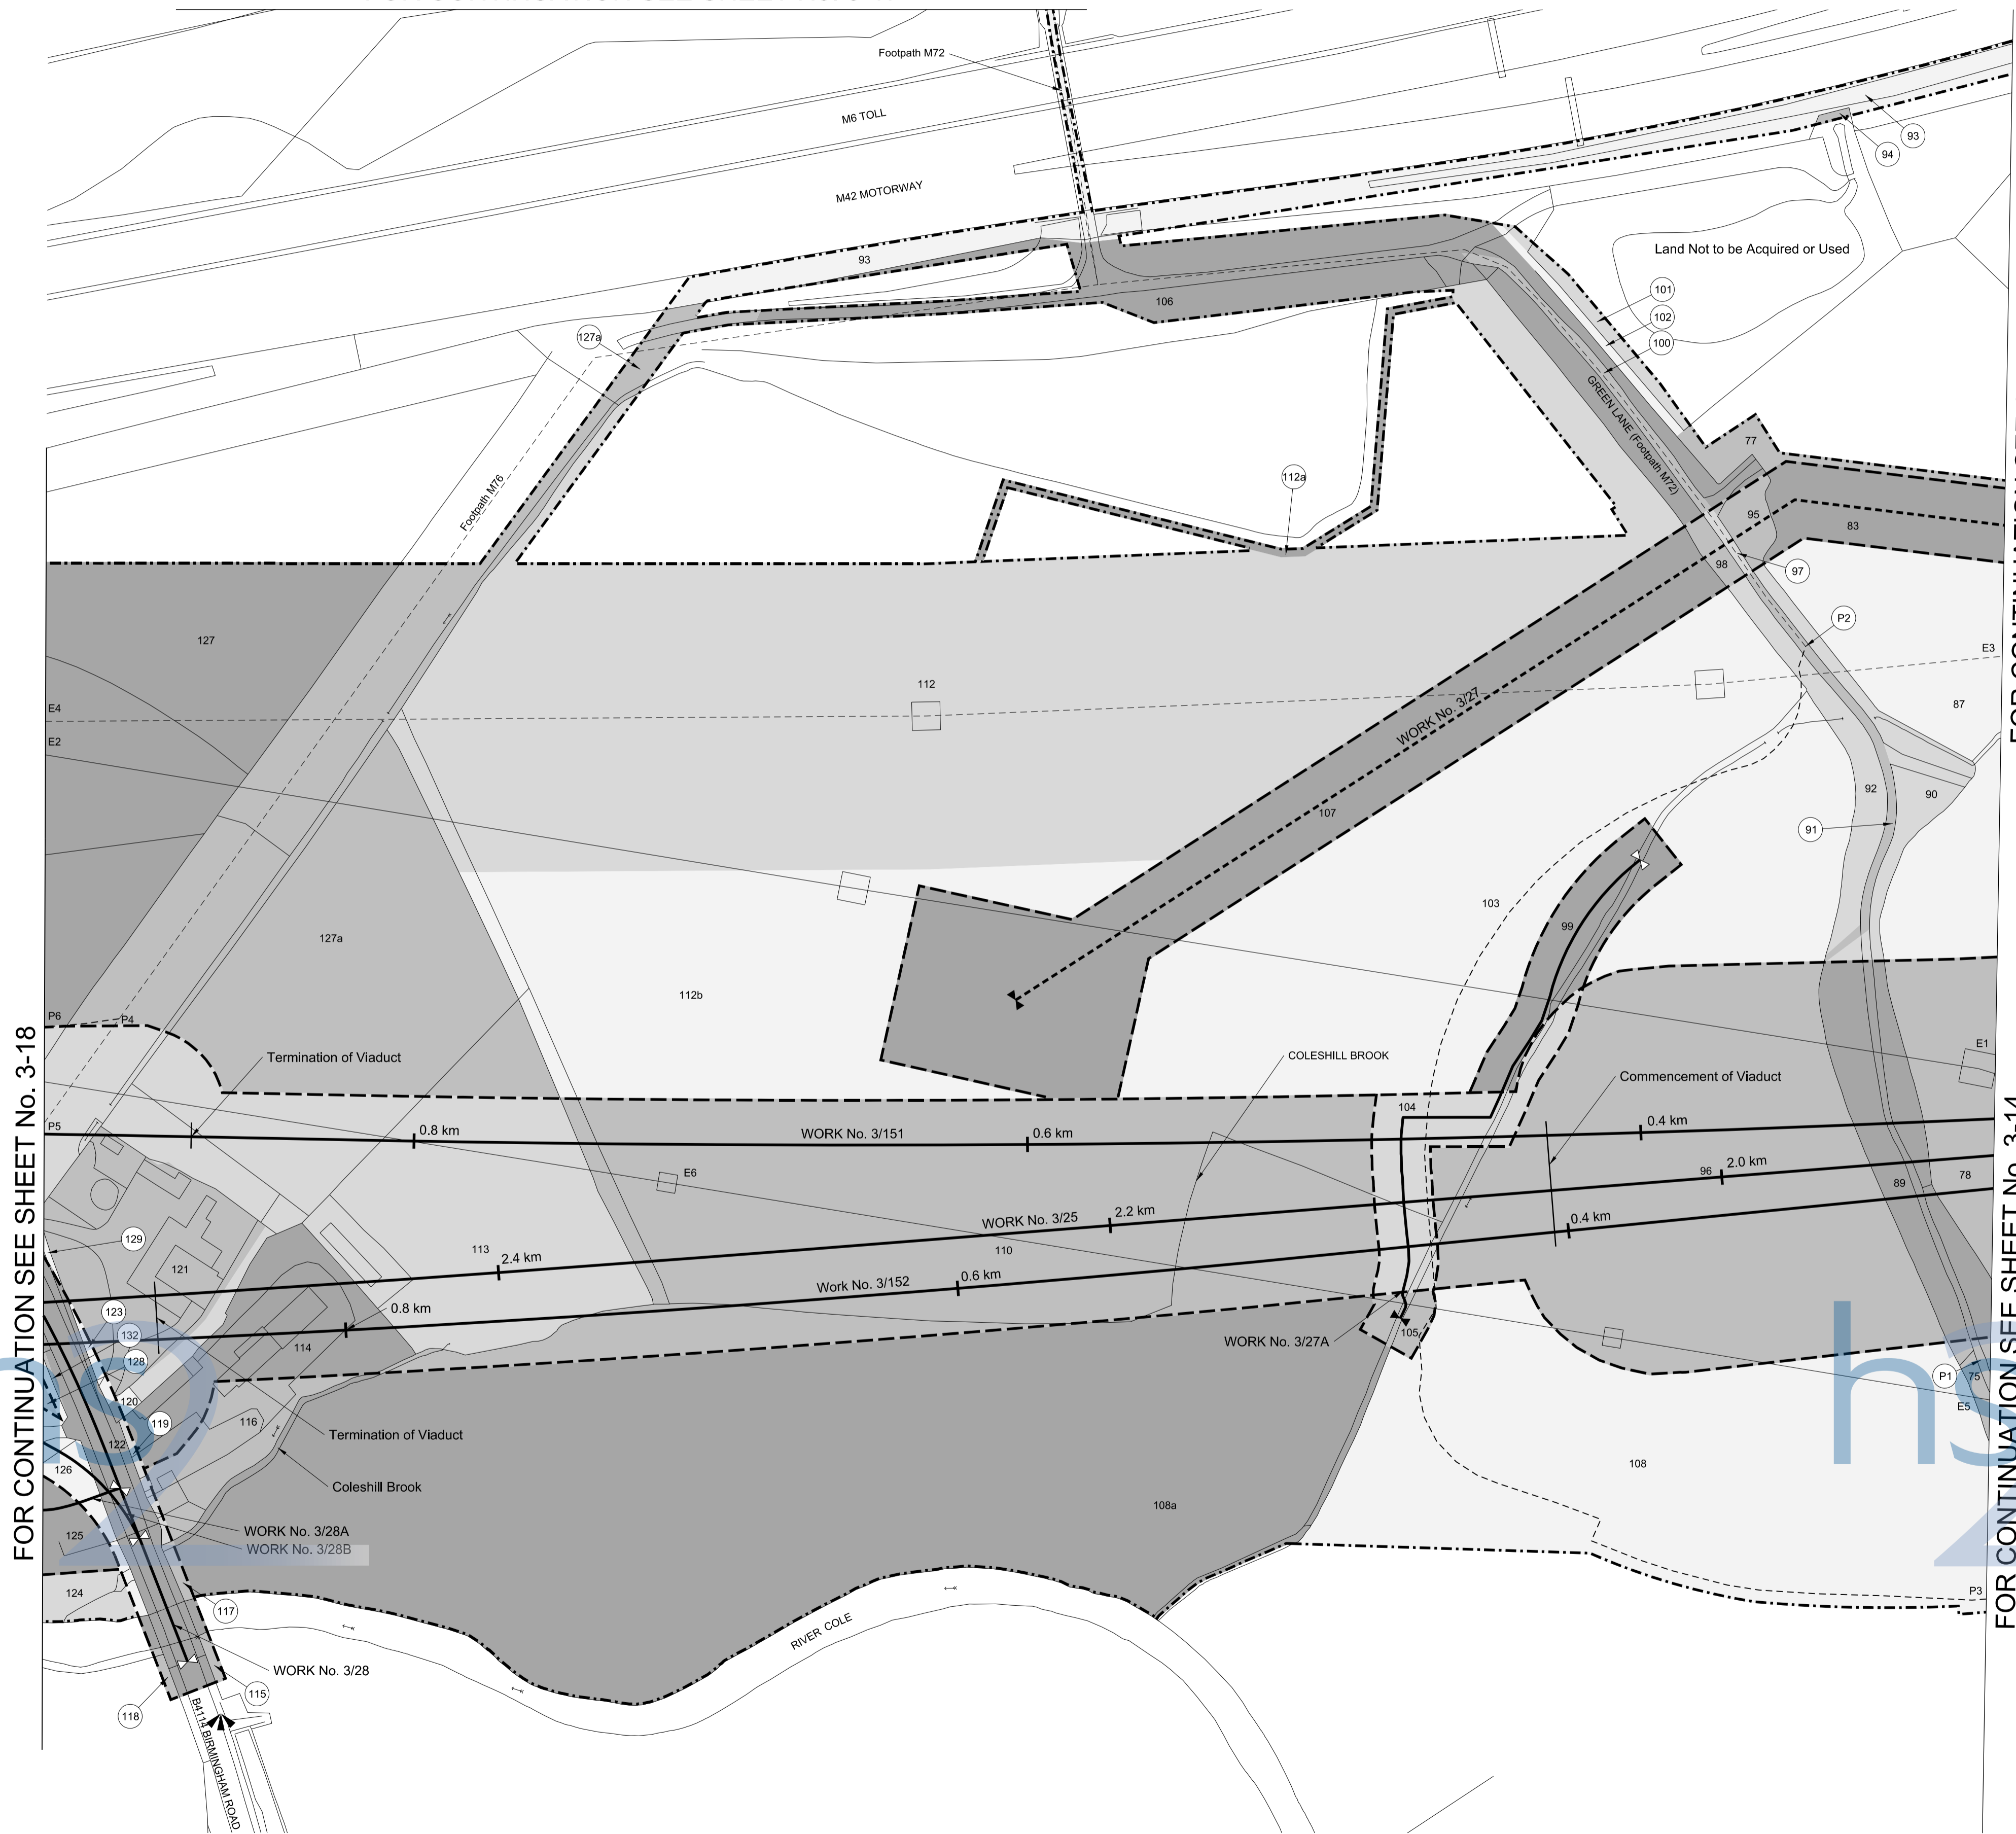 Footpath M72
M6 TOLL
93
94
M42 MOTORWAY
Land Not to be Acquired or Used
93
101
106
102
127a
100
GREEN LANE (Footpath M72)
77
112a
Footpath M76
95
83
98
97
127
P2
E3
112
E4
87
WORK No. 3/27
E2
92
90
107
91
103
99
127a
112b
P6
P4
E1
Termination of Viaduct
COLESHILL BROOK
Commencement of Viaduct
104
P5
0.8 km
WORK No. 3/151
0.6 km
0.4 km
E6
96
2.0 km
78
89
2.2 km
0.4 km
WORK No. 3/25
129
113
2.4 km
110
121
Work No. 3/152
0.6 km
123
0.8 km
132
105
WORK No. 3/27A
114
128
P1
75
120
E5
119
116
Termination of Viaduct
122
126
108
Coleshill Brook
108a
WORK No. 3/28A
125
WORK No. 3/28B
124
P3
117
RIVER COLE
WORK No. 3/28
115
118
B4114 BIRMINGHAM ROAD
FOR CONTINUATION SEE SHEET No. 3-18
FOR CONTINUATION SEE SHEET No. 3-14
hs2
hs2